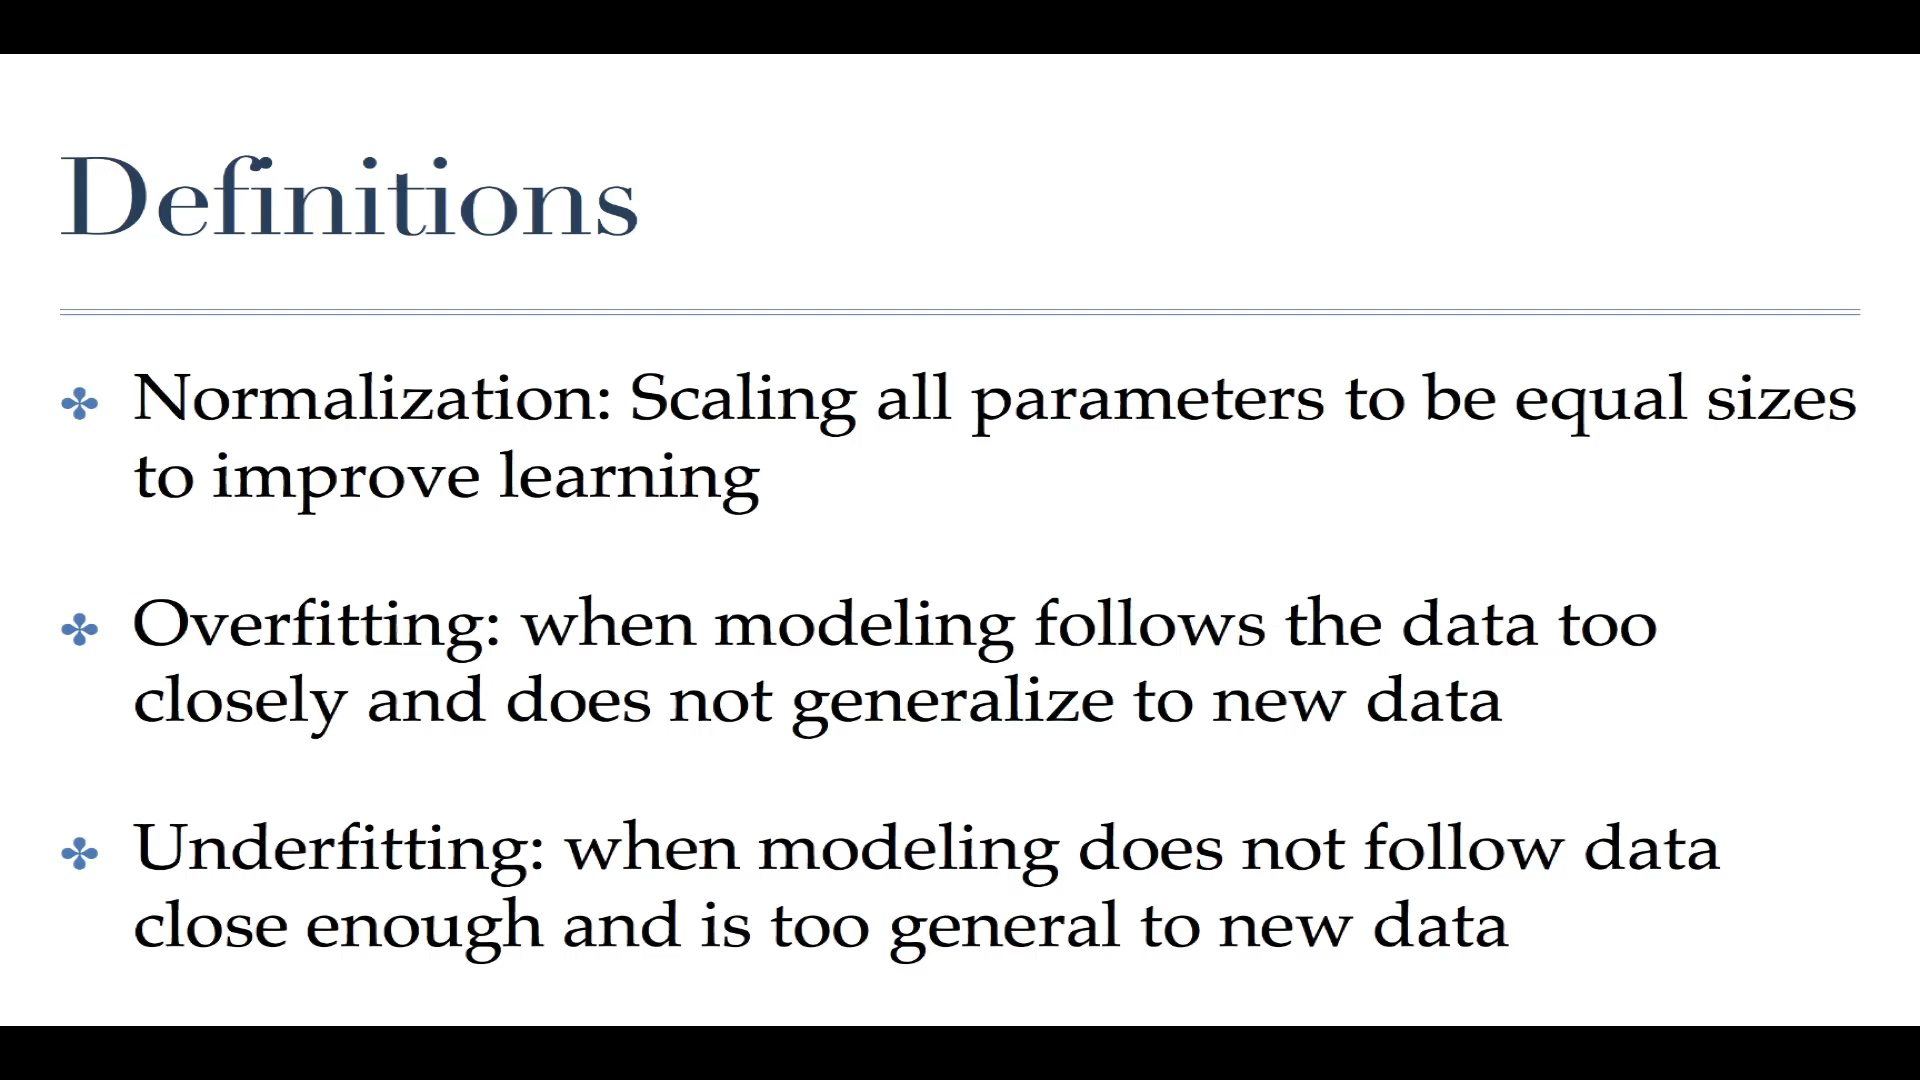 Definitions
Normalization: Scaling all parameters to be equal sizes
to improve learning
Overfitting: when modeling follows the data too
closely and does not generalize to new data
Underfitting: when modeling does not follow data
close enough and is too general to new data